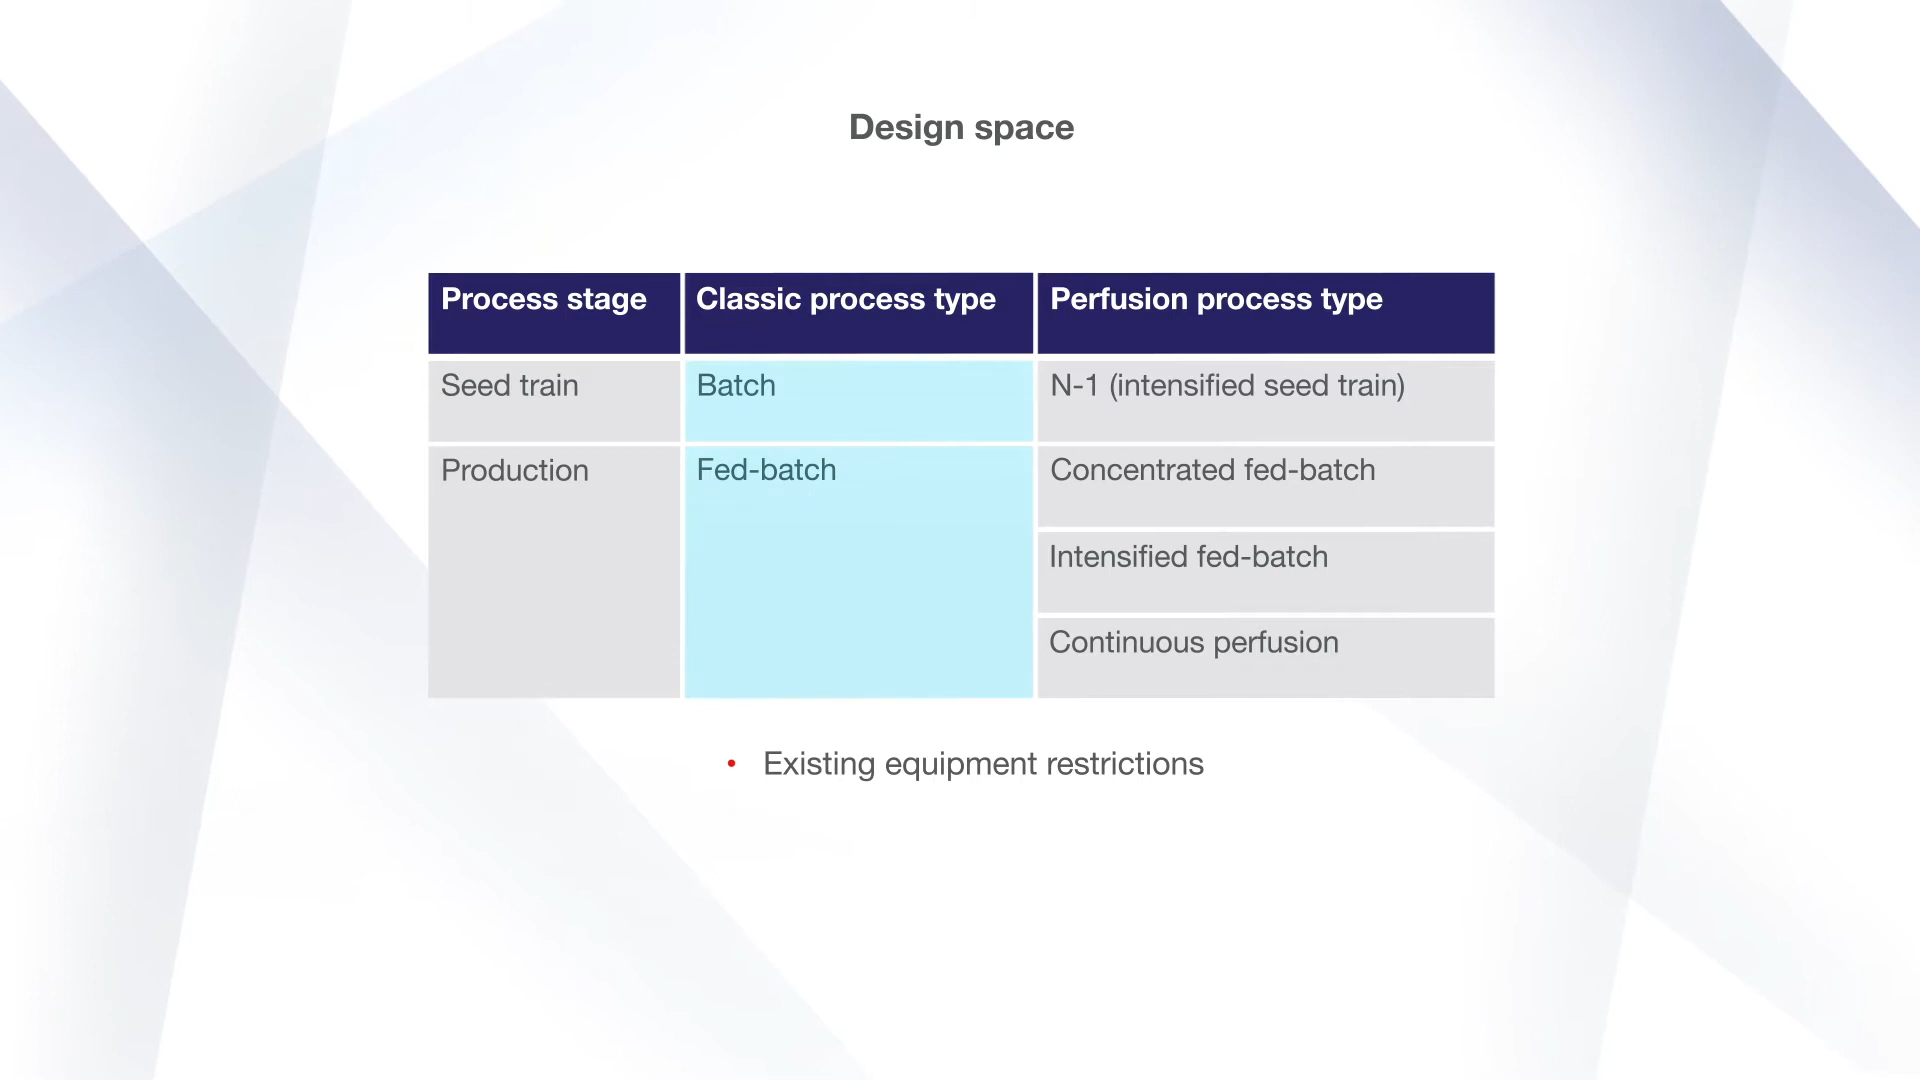 Design space
Process stage
Classic process type
Perfusion process type
Seed train
Batch
N-1 (intensified seed train)
Production
Fed-batch
Concentrated fed-batch
Intensified fed-batch
Continuous perfusion
• Existing equipment restrictions